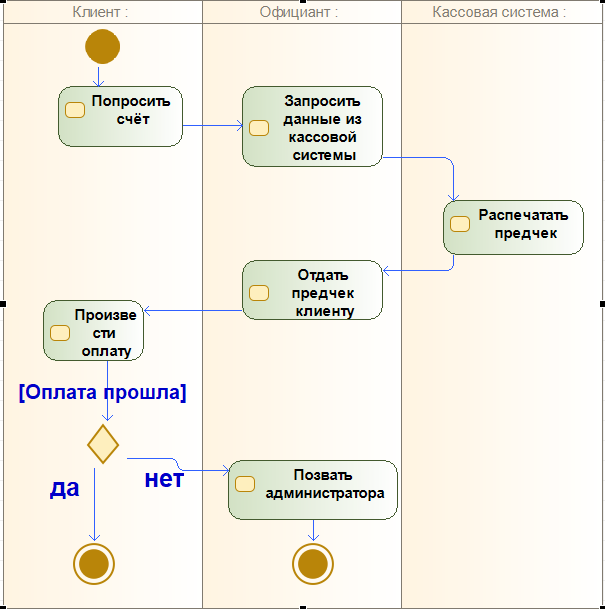 Клиент :
Официант :
Кассовая система :
Попросить
счёт
Запросить
данные из
кассовой
системы
Распечатать
предчек
Отдать
предчек
клиенту
Произве
сти
оплату
[Оплата прошла]
да
нет
Позвать
администратора